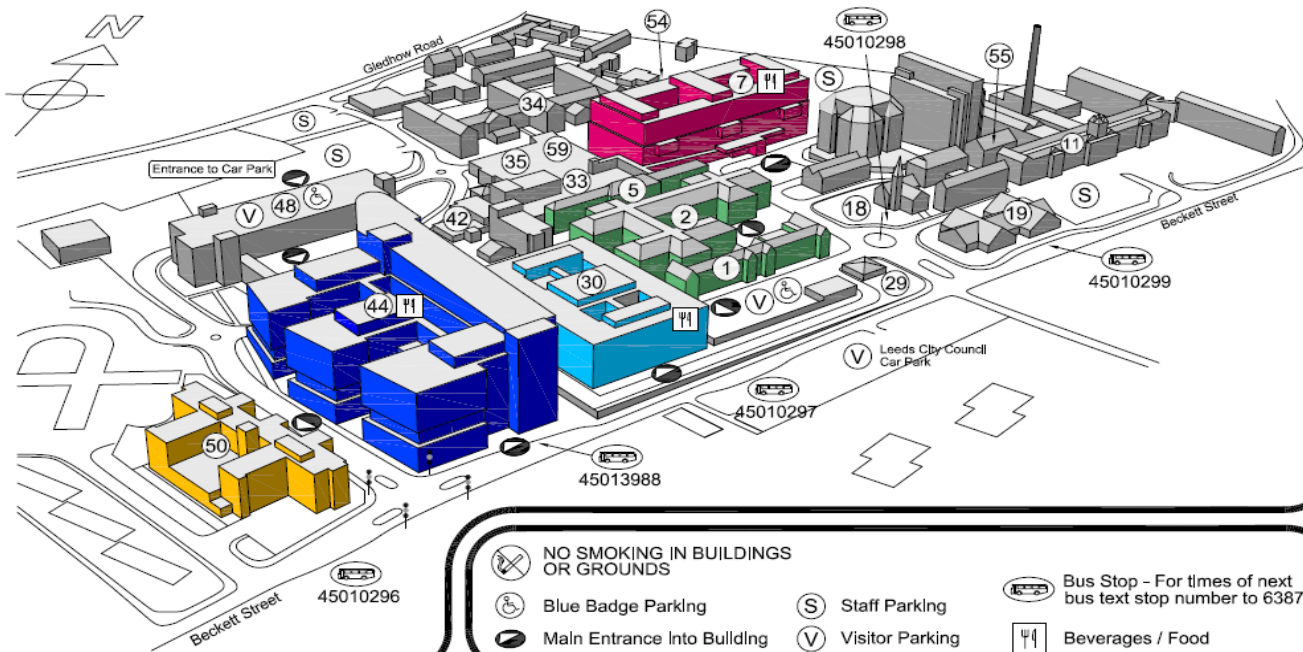 N
54
45010298
Gledhow Road
7
S
55
34
S
11
59
S
35
Entrance to Car Park
33
5
V
48
42
2
18
19
S
Beckett Street
1
30
V
29
45010299
44
V
Leeds City Council
Car Park
45010297
50
45013988
45010296
Beckett Street
NO SMOKING IN BUILDINGS
OR GROUNDS
Blue Badge Parking
Main Entrance Into Building
S
Staff Parking
V
Visitor Parking
Bus Stop - For times of next
bus text stop number to 6387
Beverages / Food